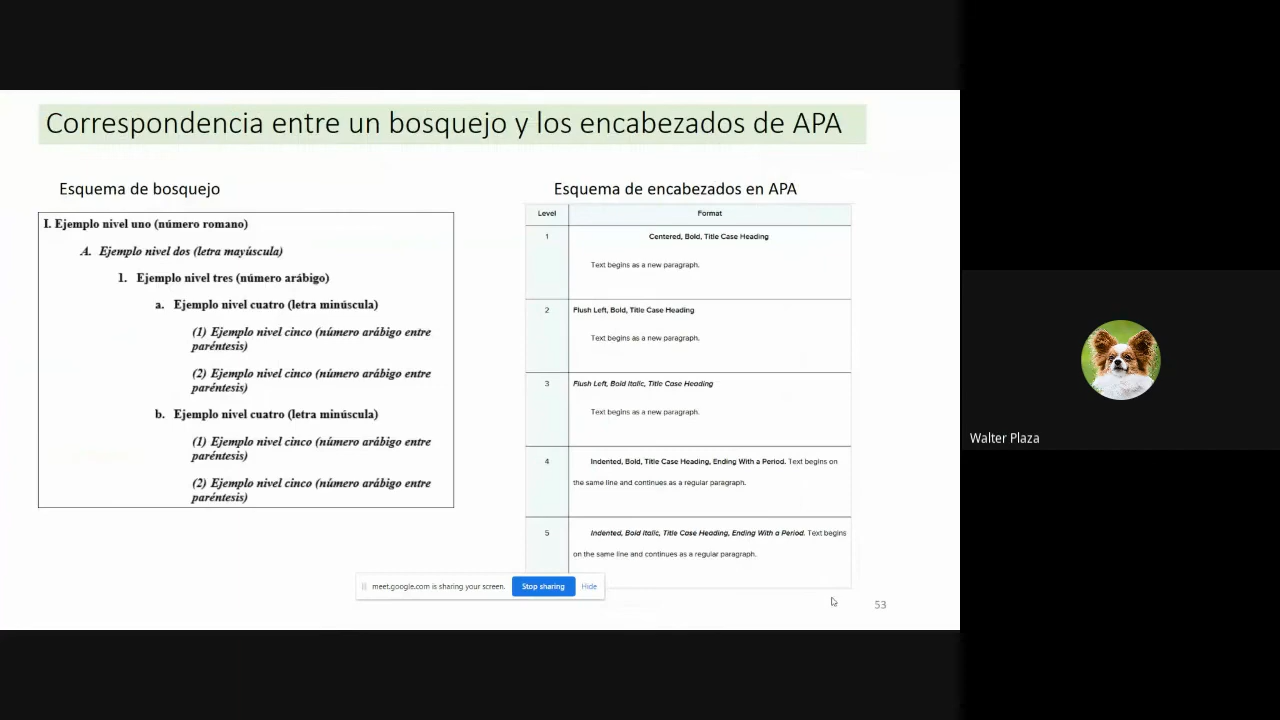 Correspondencia entre un bosquejo y los encabezados de APA
Esquema de bosquejo
I. Ejemplo nivel uno (número romano)
A. Ejemplo nivel dos (letra mayúscula)
1. Ejemplo nivel tres (número arábigo)
a. Ejemplo nivel cuatro (letra minúscula)
(1) Ejemplo nivel cinco (número arábigo entre
paréntesis)
(2) Ejemplo nivel cinco (número arábigo entre
paréntesis)
b. Ejemplo nivel cuatro (letra minúscula)
(1) Ejemplo nivel cinco (número arábigo entre
paréntesis)
(2) Ejemplo nivel cinco (número arábigo entre
paréntesis)
Esquema de encabezados en APA
Level Format
1 Centered, Bold, Title Case Heading
Text begins as a new paragraph.
2 Flush Left, Bold, Title Case Heading
Text begins as a new paragraph.
3 Flush Left, Bold Italic, Title Case Heading
Text begins as a new paragraph.
4 Indented, Bold, Title Case Heading, Ending With a Period. Text begins on
the same line and continues as a regular paragraph.
5 Indented, Bold Italic, Title Case Heading, Ending With a Period. Text begins
on the same line and continues as a regular paragraph.
meet.google.com is sharing your screen. Stop sharing Hide
53
Walter Plaza